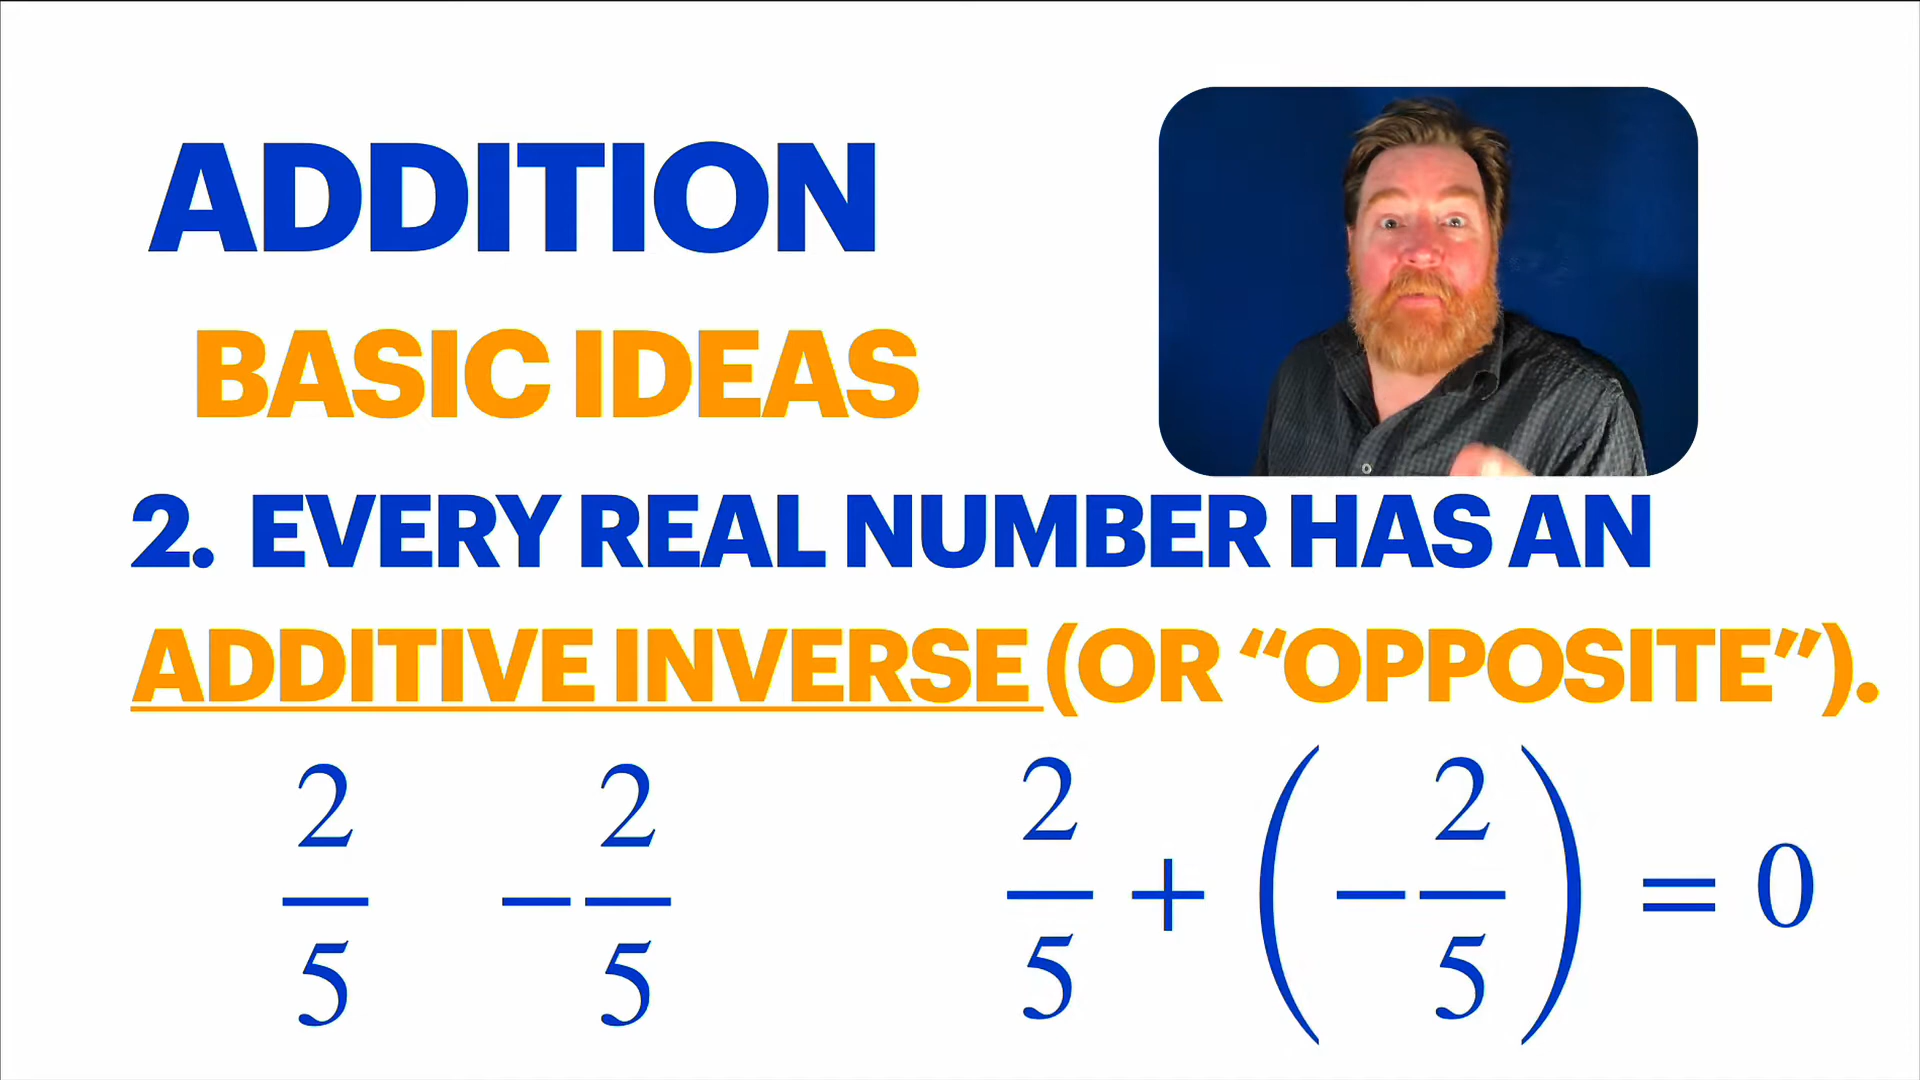 ADDITION
BASIC IDEAS
2. EVERY REAL NUMBER HAS AN
ADDITIVE INVERSE (OR “OPPOSITE”).
2/5 −2/5 2/5 + (−2/5) = 0